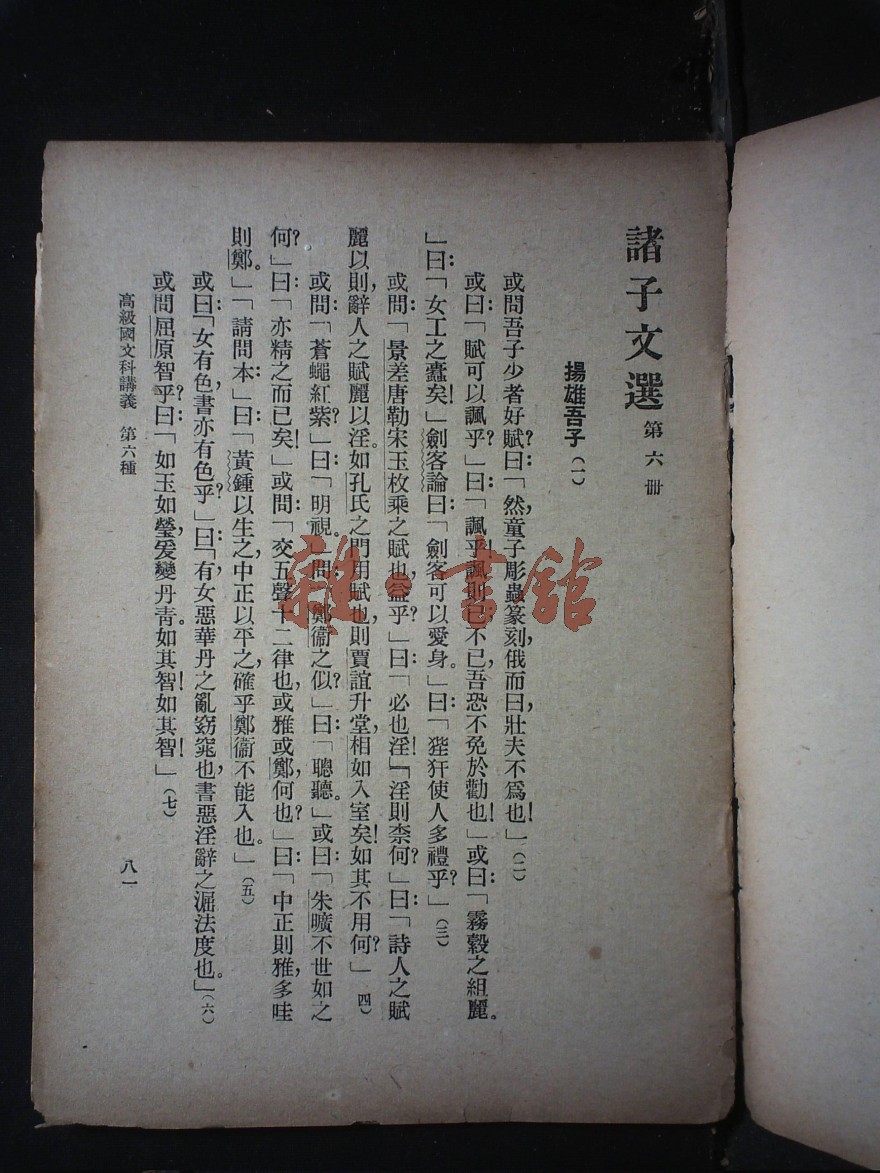 諸子文選 第六册
揚雄吾子(一)
或問吾子少者好賦?曰:「然,童子彫蟲篆刻,俄而曰,壯夫不爲也!」(二)
或曰:「賦可以諷乎?」曰:「諷乎!諷則已,不已,吾恐不免於勸也!」或曰:「霧縠之組麗。
」曰:「女工之蠹矣!」劍客論曰:「劍客可以愛身。」曰:「狴犴使人多禮乎?」(三)
或問:「景差唐勒宋玉枚乘之賦也益乎?」曰:「必也淫!」「淫則柰何?」曰:「詩人之賦
麗以則,辭人之賦麗以淫。如孔氏之門用賦也,則賈誼升堂,相如入室矣!如其不用何?」(四)
或問:「蒼蠅紅紫?」曰:「明視。」問:「鄭衞之似?」曰:「聰聽。」或曰:「朱曠不世如之
何?」曰:「亦精之而已矣!」或問:「交五聲十二律也或雅或鄭何也?」曰:「中正則雅,多哇
則鄭。」「請問本:」曰:「黃鍾以生之,中正以平之,確乎鄭衞不能入也。」(五)
或曰:「女有色,書亦有色乎?」曰:「有,女惡華丹之亂窈窕也,書惡淫辭之淈法度也。」(六)
或問:屈原智乎?曰:「如玉如瑩,爰變丹青。如其智!如其智!」(七)
高級國文科講義 第六種
八一
雜·書舘